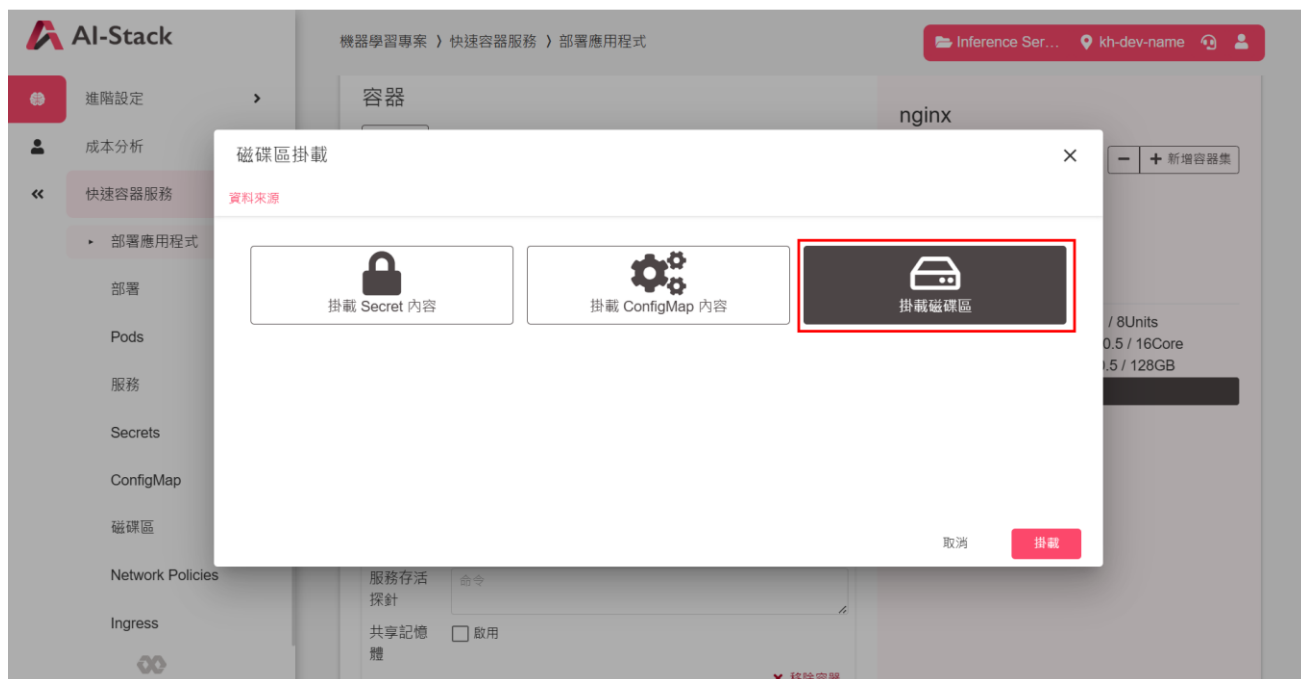 AI-Stack
機器學習專案 ❯ 快速容器服務 ❯ 部署應用程式
Inference Ser...
kh-dev-name
進階設定
成本分析
快速容器服務
部署應用程式
部署
Pods
服務
Secrets
ConfigMap
磁碟區
Network Policies
Ingress
容器
nginx
新增容器集
磁碟區掛載
資料來源
掛載 Secret 內容
掛載 ConfigMap 內容
掛載磁碟區
/ 8Units
0.5 / 16Core
.5 / 128GB
取消
掛載
服務存活
探針
命令
共享記憶
體
啟用
移除容器